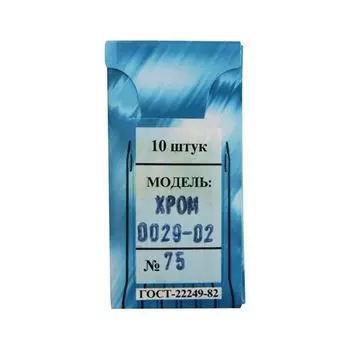 10 штук
МОДЕЛЬ:
ХРОМ
0029-02
№ 75
ГОСТ-22249-82